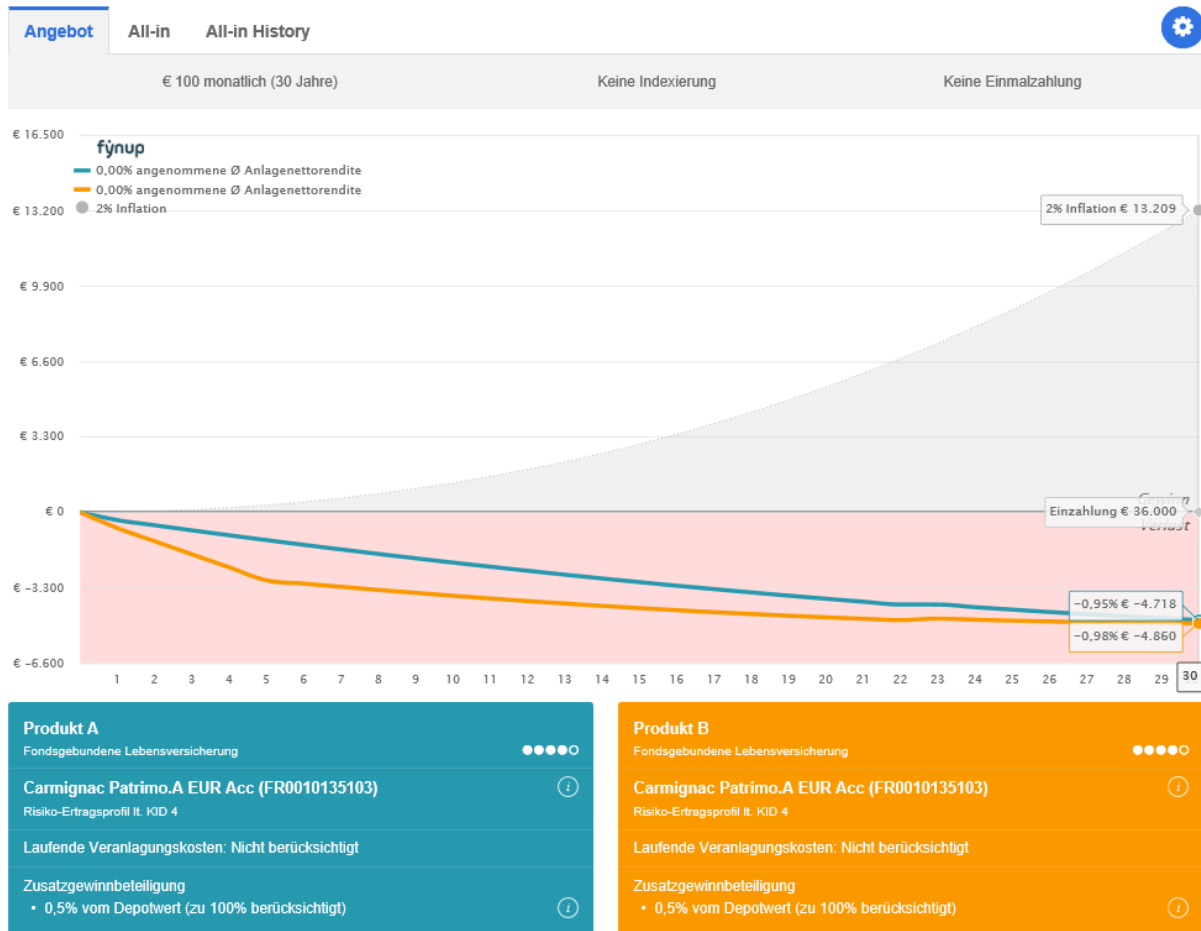 Angebot All-in All-in History
€ 100 monatlich (30 Jahre) Keine Indexierung Keine Einmalzahlung
€ 16.500
fynup
0,00% angenommene Ø Anlagenettorendite
0,00% angenommene Ø Anlagenettorendite
€ 13.200 2% Inflation 2% Inflation € 13.209
€ 9.900
€ 6.600
€ 3.300
Gewinn
€ 0 Einzahlung € 36.000
Verlust
€ -3.300
-0,95% € -4.718
-0,98% € -4.860
€ -6.600
1 2 3 4 5 6 7 8 9 10 11 12 13 14 15 16 17 18 19 20 21 22 23 24 25 26 27 28 29 30
Produkt A
Fondsgebundene Lebensversicherung
Carmignac Patrimo.A EUR Acc (FR0010135103)
Risiko-Ertragsprofil lt. KID 4
Laufende Veranlagungskosten: Nicht berücksichtigt
Zusatzgewinnbeteiligung
• 0,5% vom Depotwert (zu 100% berücksichtigt)
Produkt B
Fondsgebundene Lebensversicherung
Carmignac Patrimo.A EUR Acc (FR0010135103)
Risiko-Ertragsprofil lt. KID 4
Laufende Veranlagungskosten: Nicht berücksichtigt
Zusatzgewinnbeteiligung
• 0,5% vom Depotwert (zu 100% berücksichtigt)